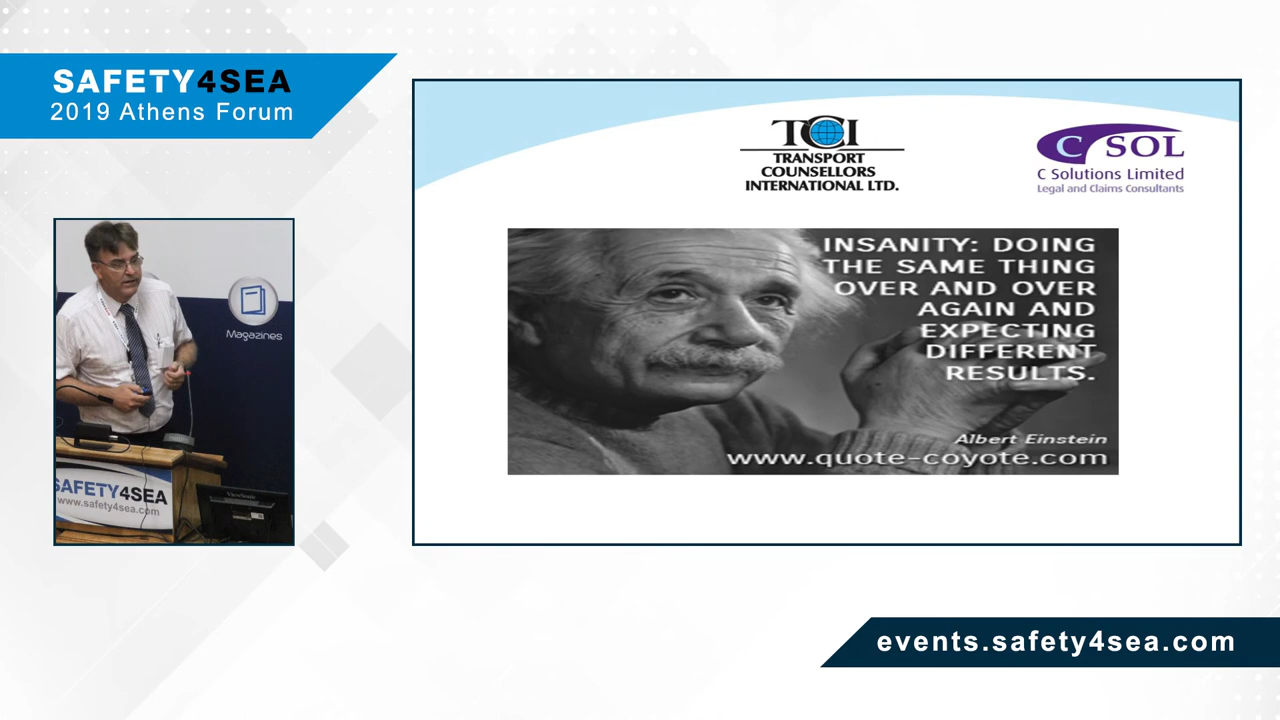 SAFETY4SEA
2019 Athens Forum
TCI
TRANSPORT
COUNSELLORS
INTERNATIONAL LTD.
C SOL
C Solutions Limited
Legal and Claims Consultants
INSANITY: DOING
THE SAME THING
OVER AND OVER
AGAIN AND
EXPECTING
DIFFERENT
RESULTS.
Albert Einstein
www.quote-coyote.com
Magazines
SAFETY4SEA
www.safety4sea.com
ViewSonic
events.safety4sea.com